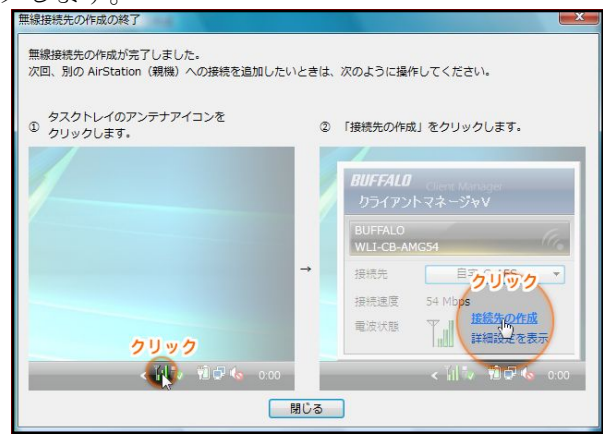 します。
無線接続先の作成の終了
無線接続先の作成が完了しました。
次回、別の AirStation（親機）への接続を追加したいときは、次のように操作してください。
① タスクトレイのアンテナアイコンを
クリックします。
② 「接続先の作成」をクリックします。
BUFFALO Client Manager
クライアントマネージャV
BUFFALO
WLI-CB-AMG54
→
接続先 自宅
クリック
接続速度 54 Mbps
接続先の作成
電波状態
詳細設定を表示
クリック
< 0:00
< 0:00
閉じる